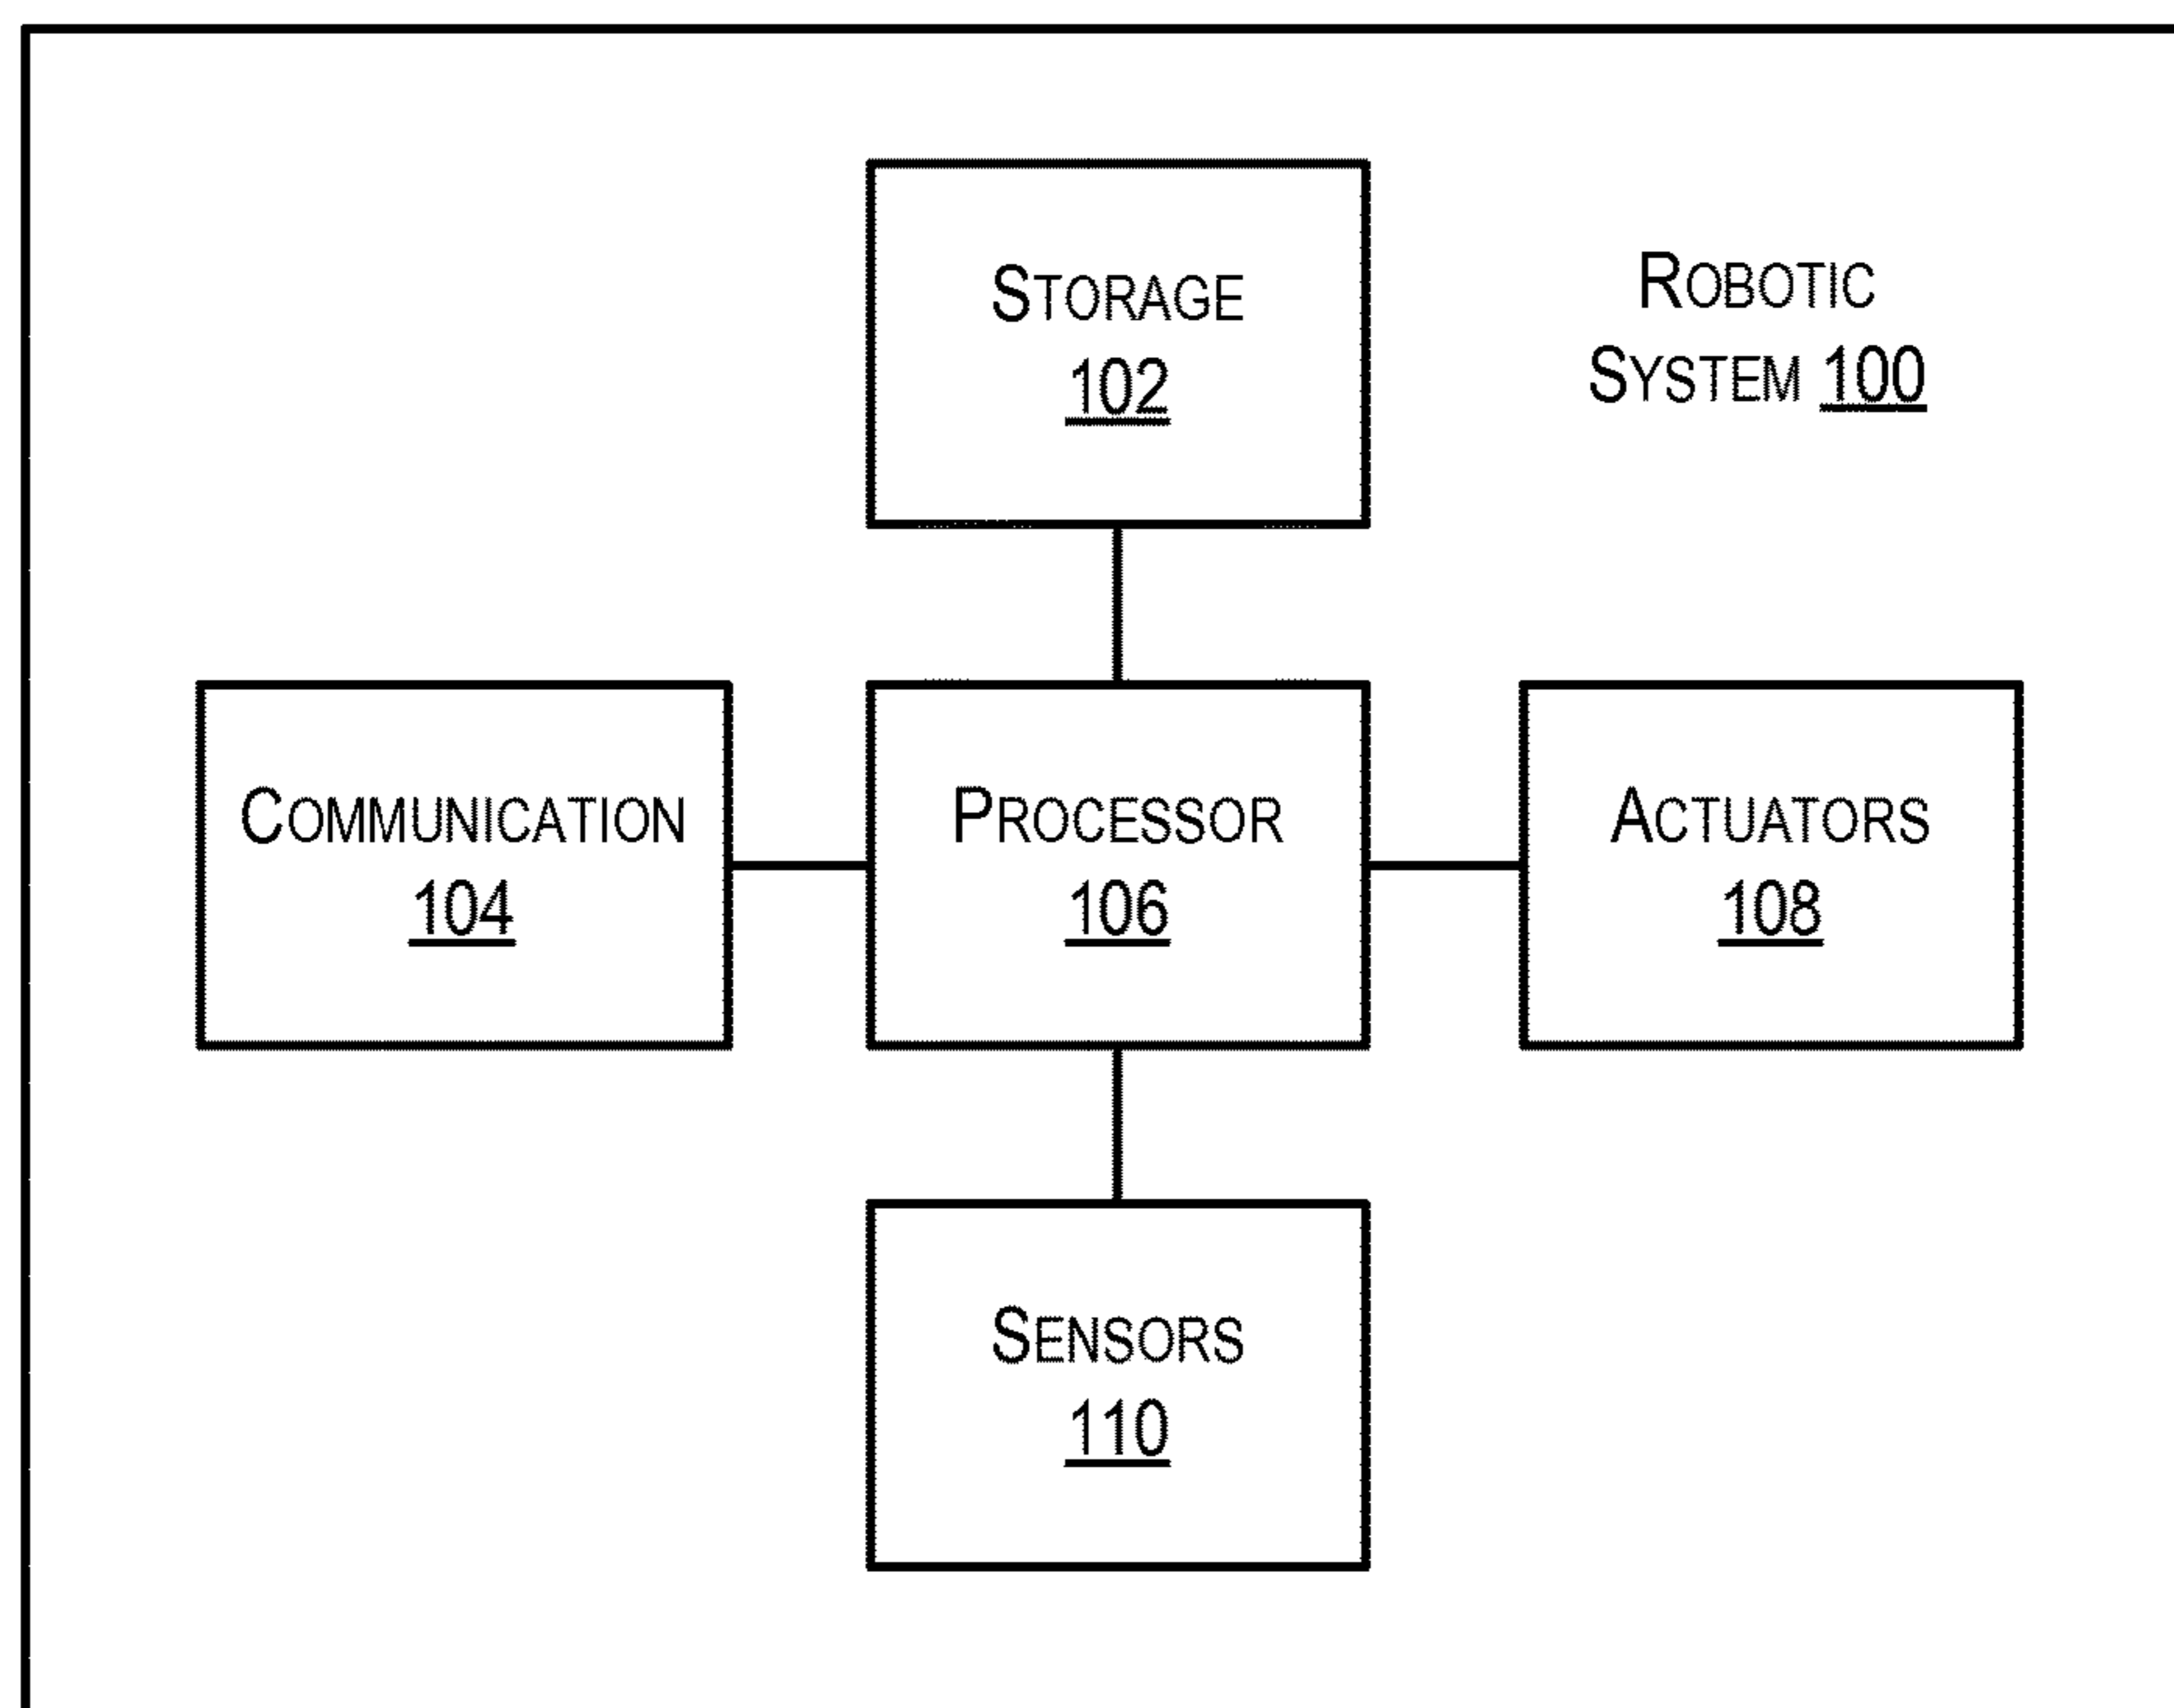 STORAGE
102
ROBOTIC
SYSTEM 100
COMMUNICATION
104
PROCESSOR
106
ACTUATORS
108
SENSORS
110